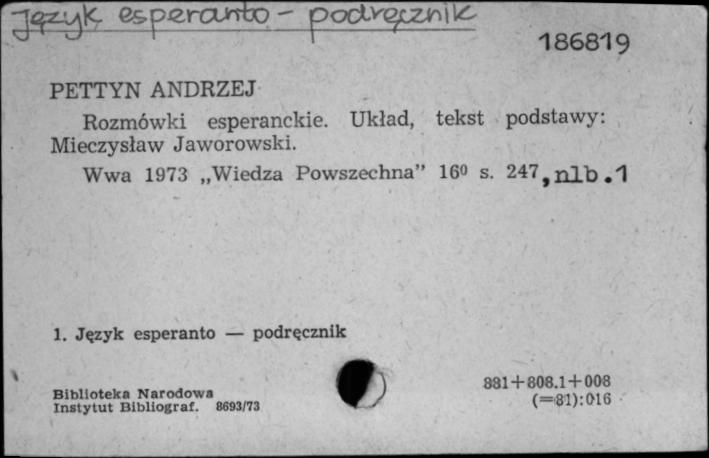 Język esperanto - podręcznik
186819
PETTYN ANDRZEJ
Rozmówki esperanckie. Układ, tekst podstawy:
Mieczysław Jaworowski.
Wwa 1973 „Wiedza Powszechna” 16⁰ s. 247, nlb.1
1. Język esperanto — podręcznik
881+808.1+008
(=81):016
Biblioteka Narodowa
Instytut Bibliograf. 8693/73